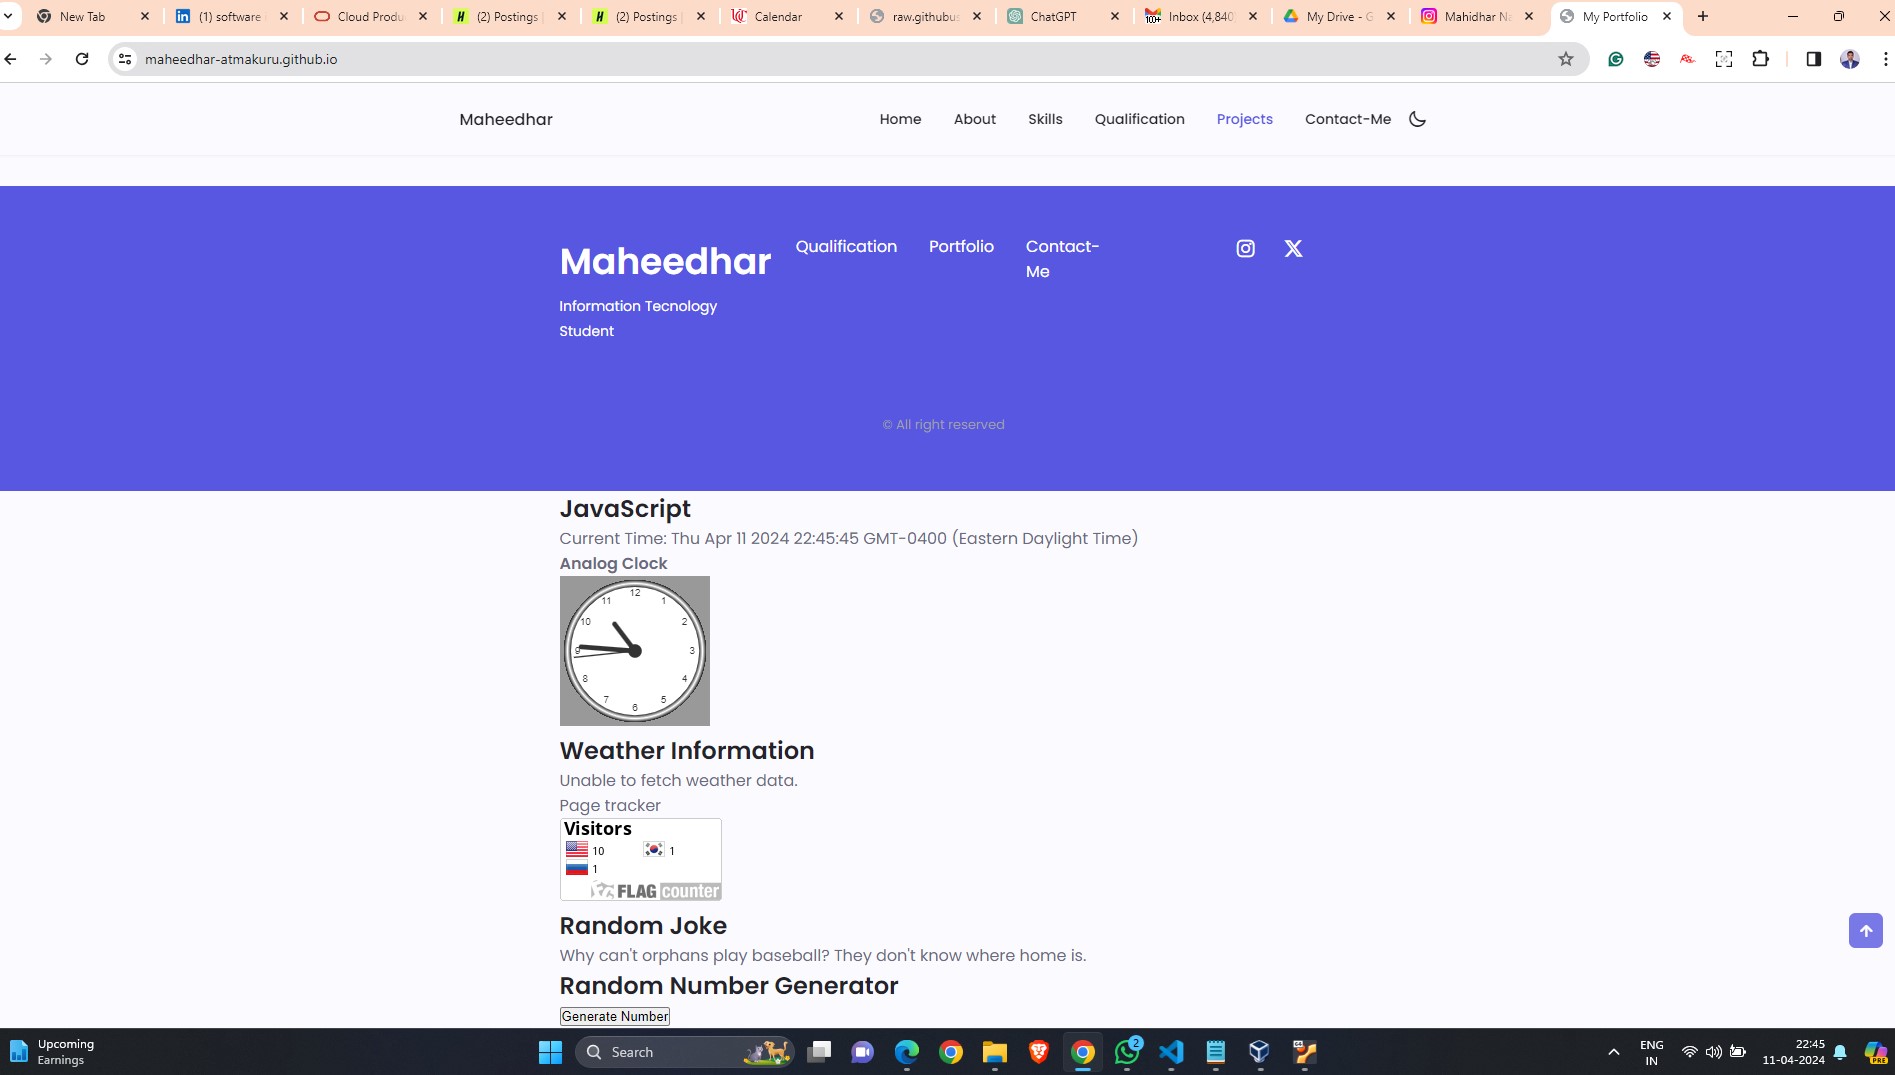 New Tab
(1) software
Cloud Produ
(2) Postings
(2) Postings
Calendar
raw.githubus
ChatGPT
100+
Inbox (4,840
My Drive - G
Mahidhar Na
My Portfolio
maheedhar-atmakuru.github.io
Maheedhar
Home
About
Skills
Qualification
Projects
Contact-Me
Maheedhar
Information Tecnology
Student
Qualification
Portfolio
Contact-
Me
© All right reserved
JavaScript
Current Time: Thu Apr 11 2024 22:45:45 GMT-0400 (Eastern Daylight Time)
Analog Clock
12
1
2
3
4
5
6
7
8
9
10
11
Weather Information
Unable to fetch weather data.
Page tracker
Visitors
10
1
1
FLAG counter
Random Joke
Why can't orphans play baseball? They don't know where home is.
Random Number Generator
Generate Number
Upcoming
Earnings
Search
2
ENG
IN
22:45
11-04-2024
PRE